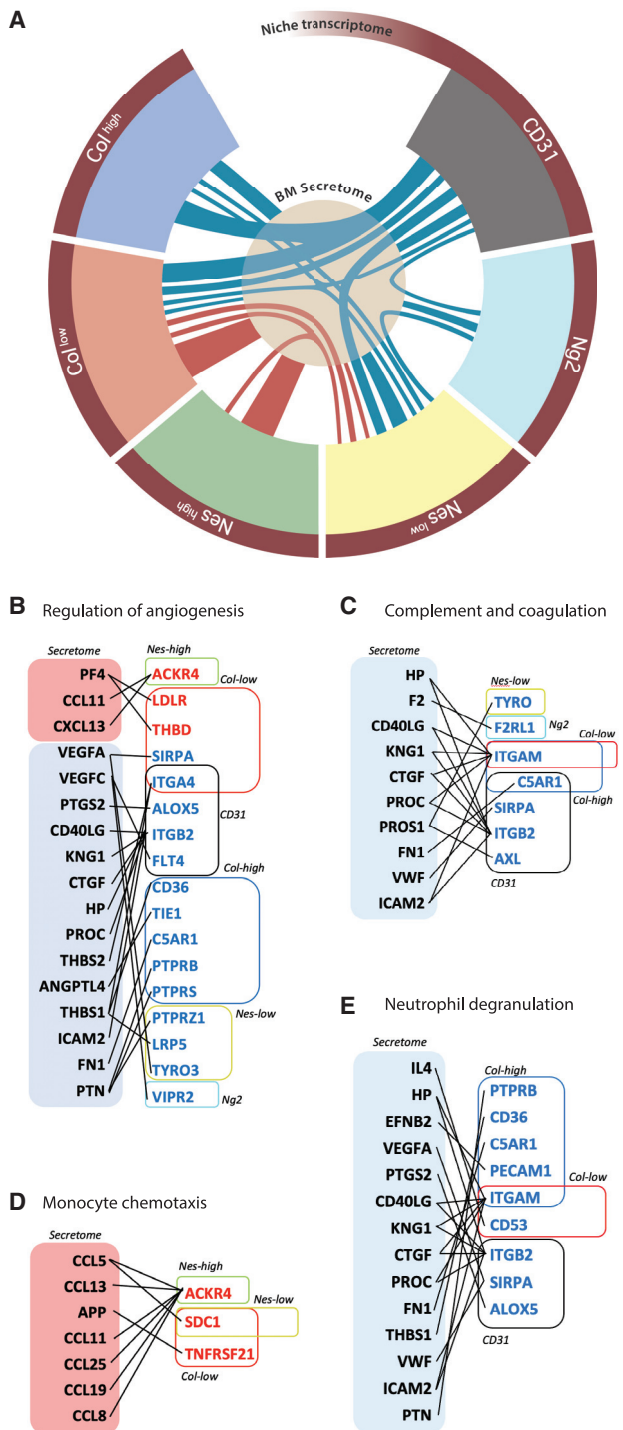 A
Niche transcriptome
BM Secretome
Col high
CD31
Col low
Ng2
Nes high
Nes low
B Regulation of angiogenesis
Secretome
Nes-high
PF4
CCL11
CXCL13
VEGFA
VEGFC
PTGS2
CD40LG
KNG1
CTGF
HP
PROC
THBS2
ANGPTL4
THBS1
ICAM2
FN1
PTN
ACKR4
Col-low
LDLR
THBD
SIRPA
ITGA4
ALOX5
CD31
ITGB2
FLT4
Col-high
CD36
TIE1
C5AR1
PTPRB
PTPRS
PTPRZ1
Nes-low
LRP5
TYRO3
VIPR2
Ng2
C Complement and coagulation
Secretome
HP
F2
CD40LG
KNG1
CTGF
PROC
PROS1
FN1
VWF
ICAM2
Nes-low
TYRO
F2RL1
Ng2
Col-low
ITGAM
C5AR1
Col-high
SIRPA
ITGB2
AXL
CD31
D Monocyte chemotaxis
Secretome
CCL5
CCL13
APP
CCL11
CCL25
CCL19
CCL8
Nes-high
ACKR4
Nes-low
SDC1
TNFRSF21
Col-low
E Neutrophil degranulation
Secretome
IL4
HP
EFNB2
VEGFA
PTGS2
CD40LG
KNG1
CTGF
PROC
FN1
THBS1
VWF
ICAM2
PTN
Col-high
PTPRB
CD36
C5AR1
PECAM1
Col-low
ITGAM
CD53
ITGB2
SIRPA
ALOX5
CD31